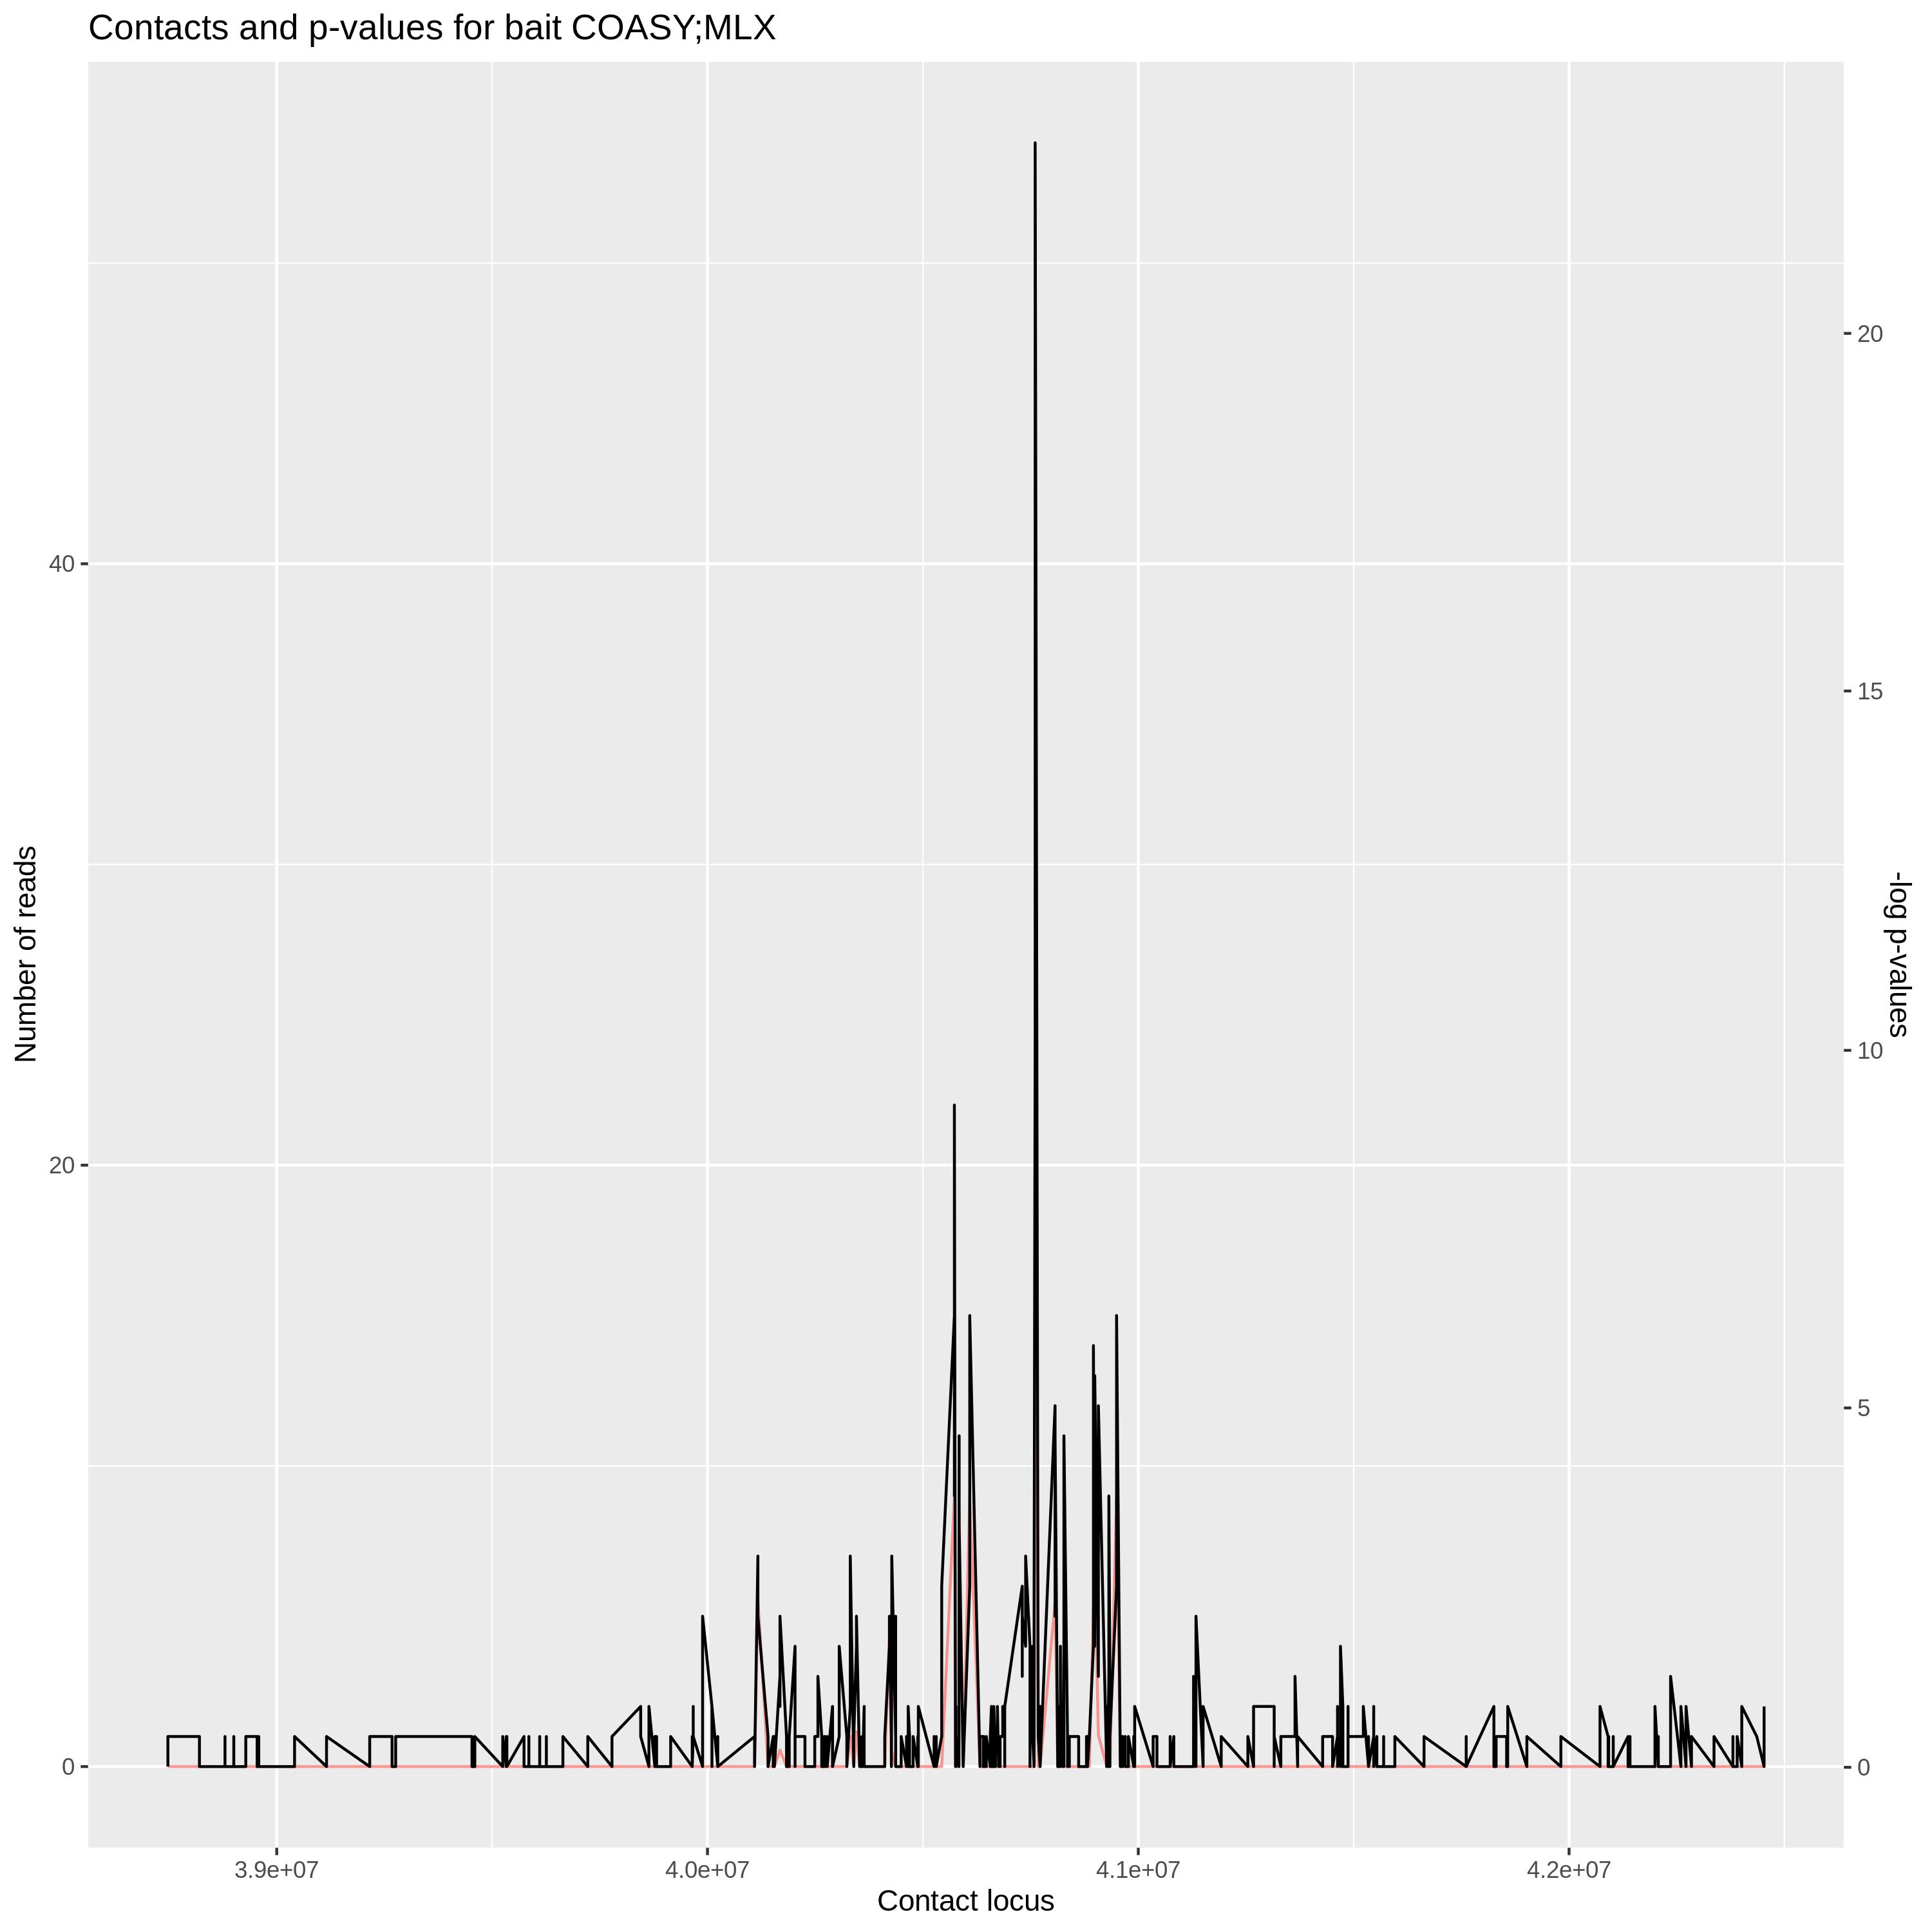 Contacts and p-values for bait COASY;MLX
Number of reads
40
20
0
20
15
10
5
0
-log p-values
3.9e+07
4.0e+07
4.1e+07
4.2e+07
Contact locus